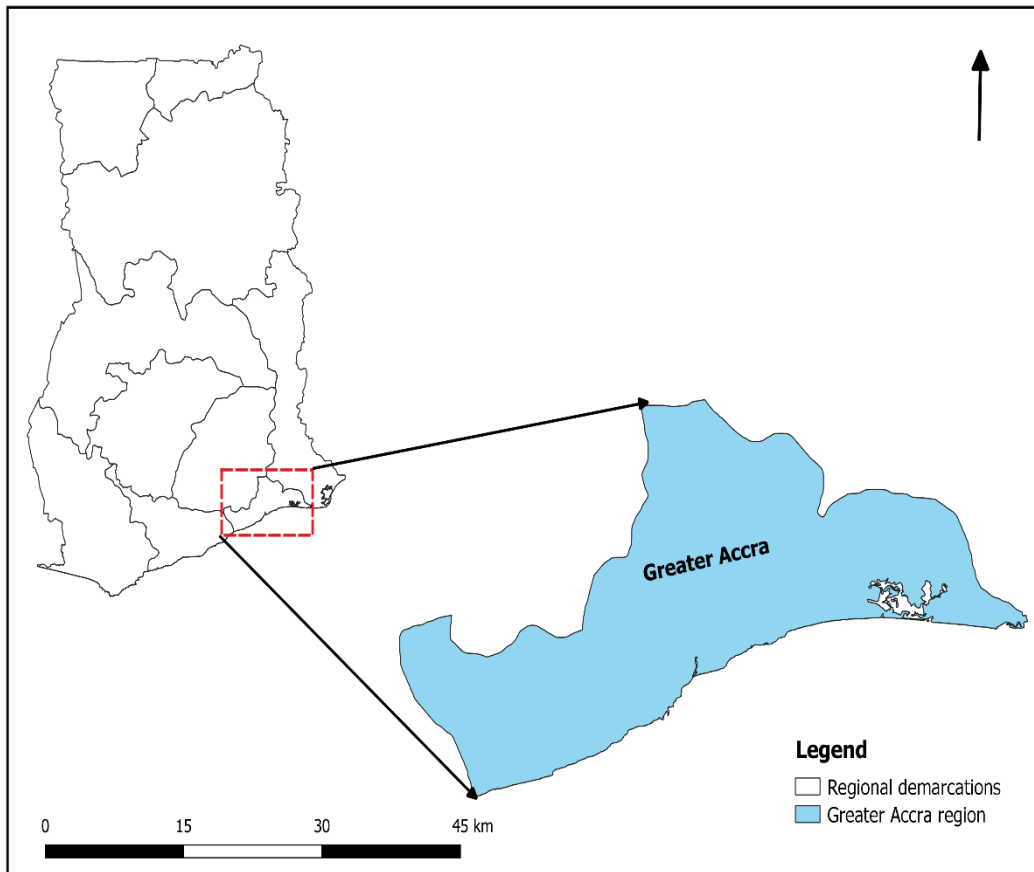 Greater Accra
Legend
Regional demarcations
Greater Accra region
0 15 30 45 km